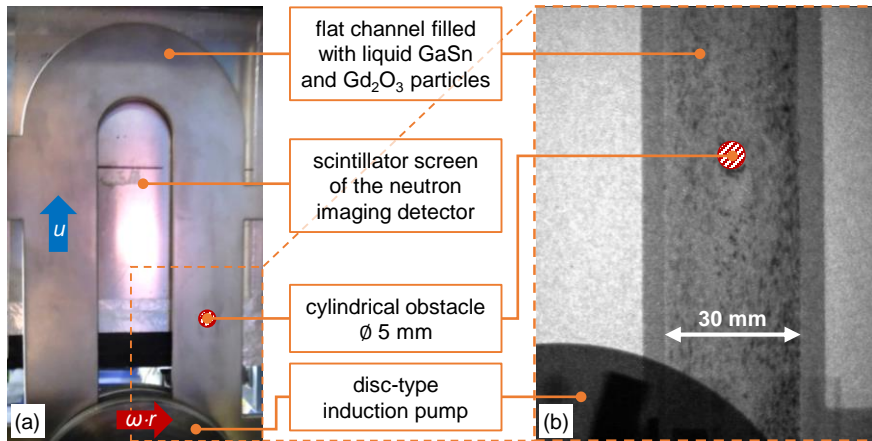 flat channel filled
with liquid GaSn
and Gd₂O₃ particles
scintillator screen
of the neutron
imaging detector
u
cylindrical obstacle
∅ 5 mm
30 mm
disc-type
induction pump
(a)
ω·r
(b)